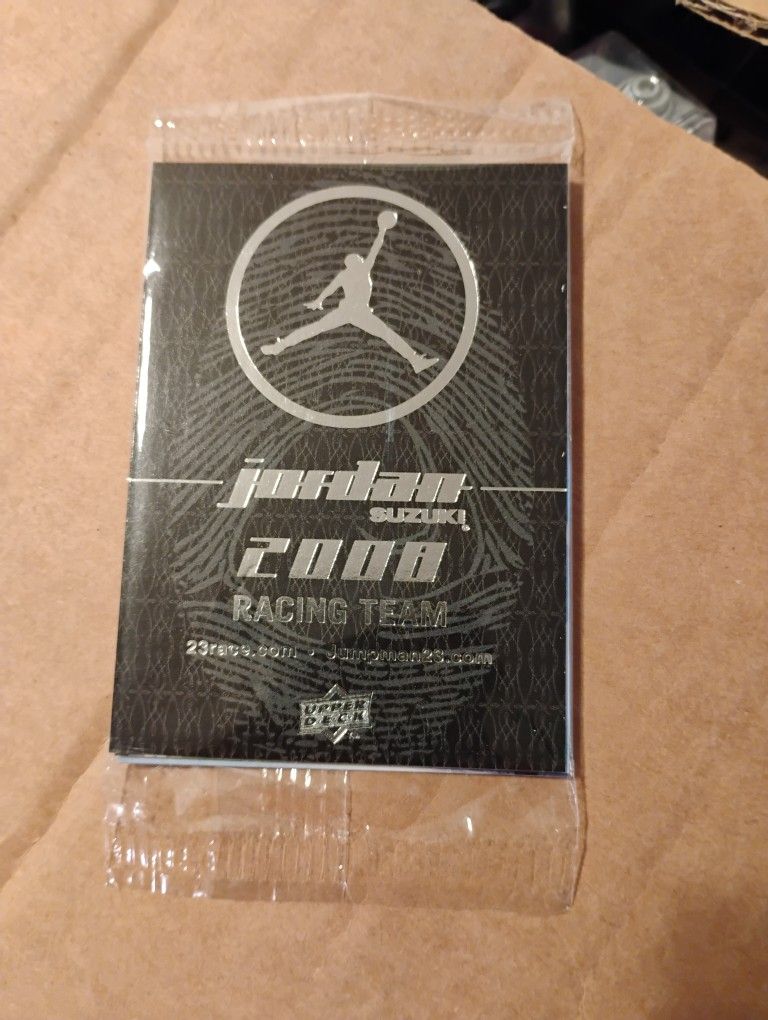 jordan
SUZUKI
2008
RACING TEAM
23race.com • Jumpman23.com
UPPER
DECK